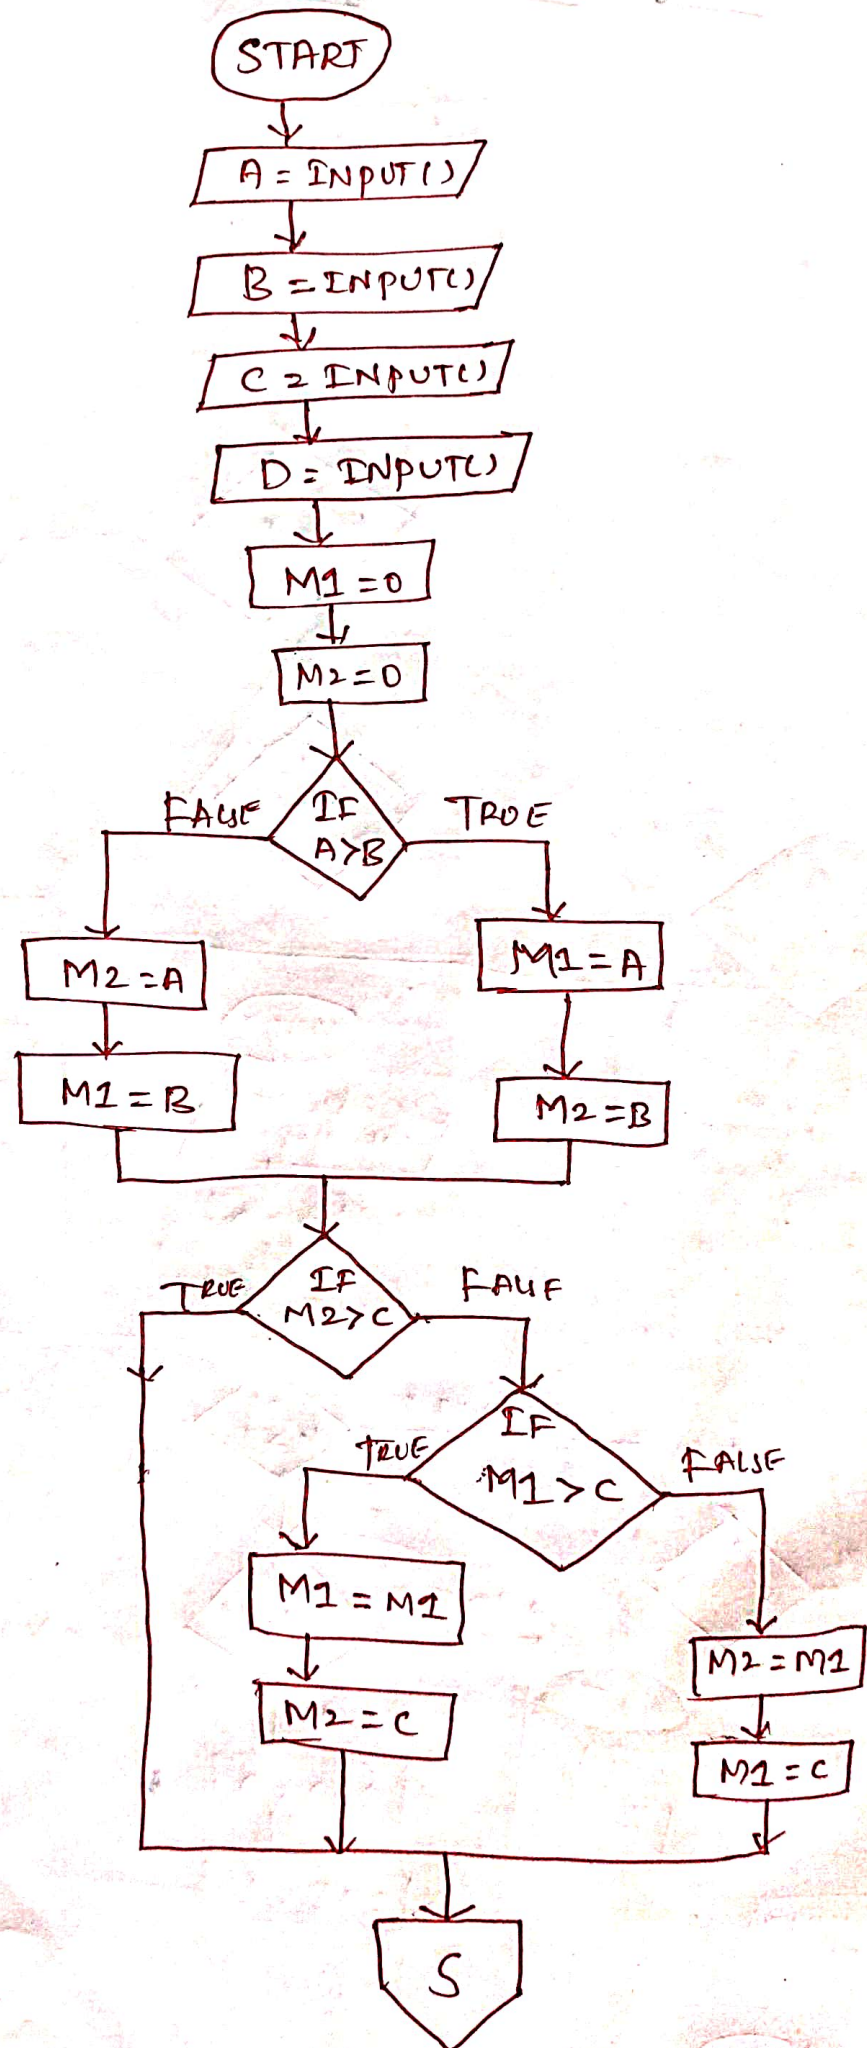 START
A = INPUT()
B = INPUT()
C = INPUT()
D = INPUT()
M1 = 0
M2 = 0
FALSE
IF
A>B
TRUE
M2 = A
M1 = A
M1 = B
M2 = B
TRUE
IF
M2>C
FALSE
IF
M1>C
TRUE
FALSE
M1 = M1
M2 = M1
M2 = C
M1 = C
S